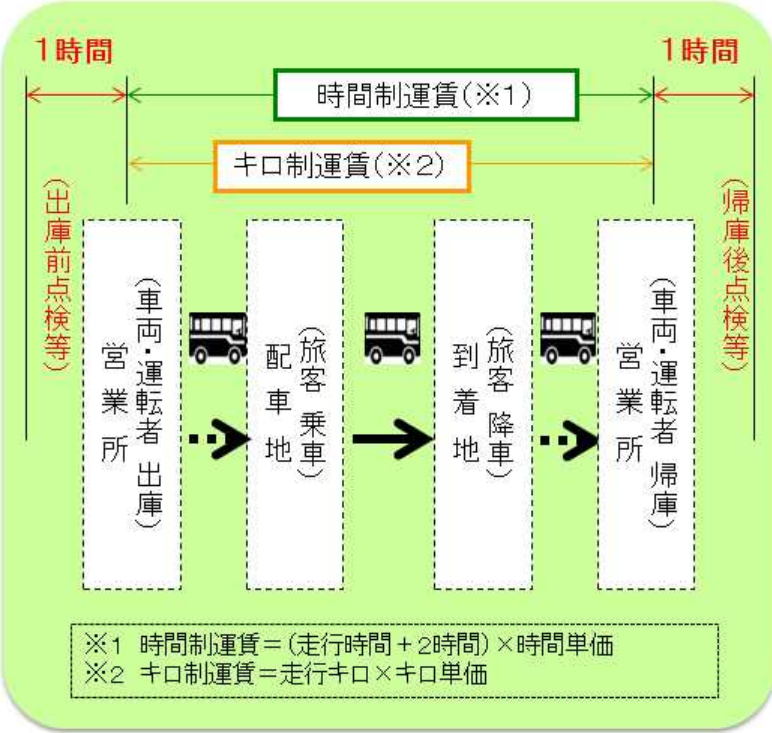 1時間
1時間
時間制運賃(※1)
キロ制運賃(※2)
(出庫前点検等)
営業所
(車両・運転者 出庫)
配車地
(旅客 乗車)
到着地
(旅客 降車)
営業所
(車両・運転者 帰庫)
(帰庫後点検等)
※1 時間制運賃=(走行時間+2時間)×時間単価
※2 キロ制運賃=走行キロ×キロ単価